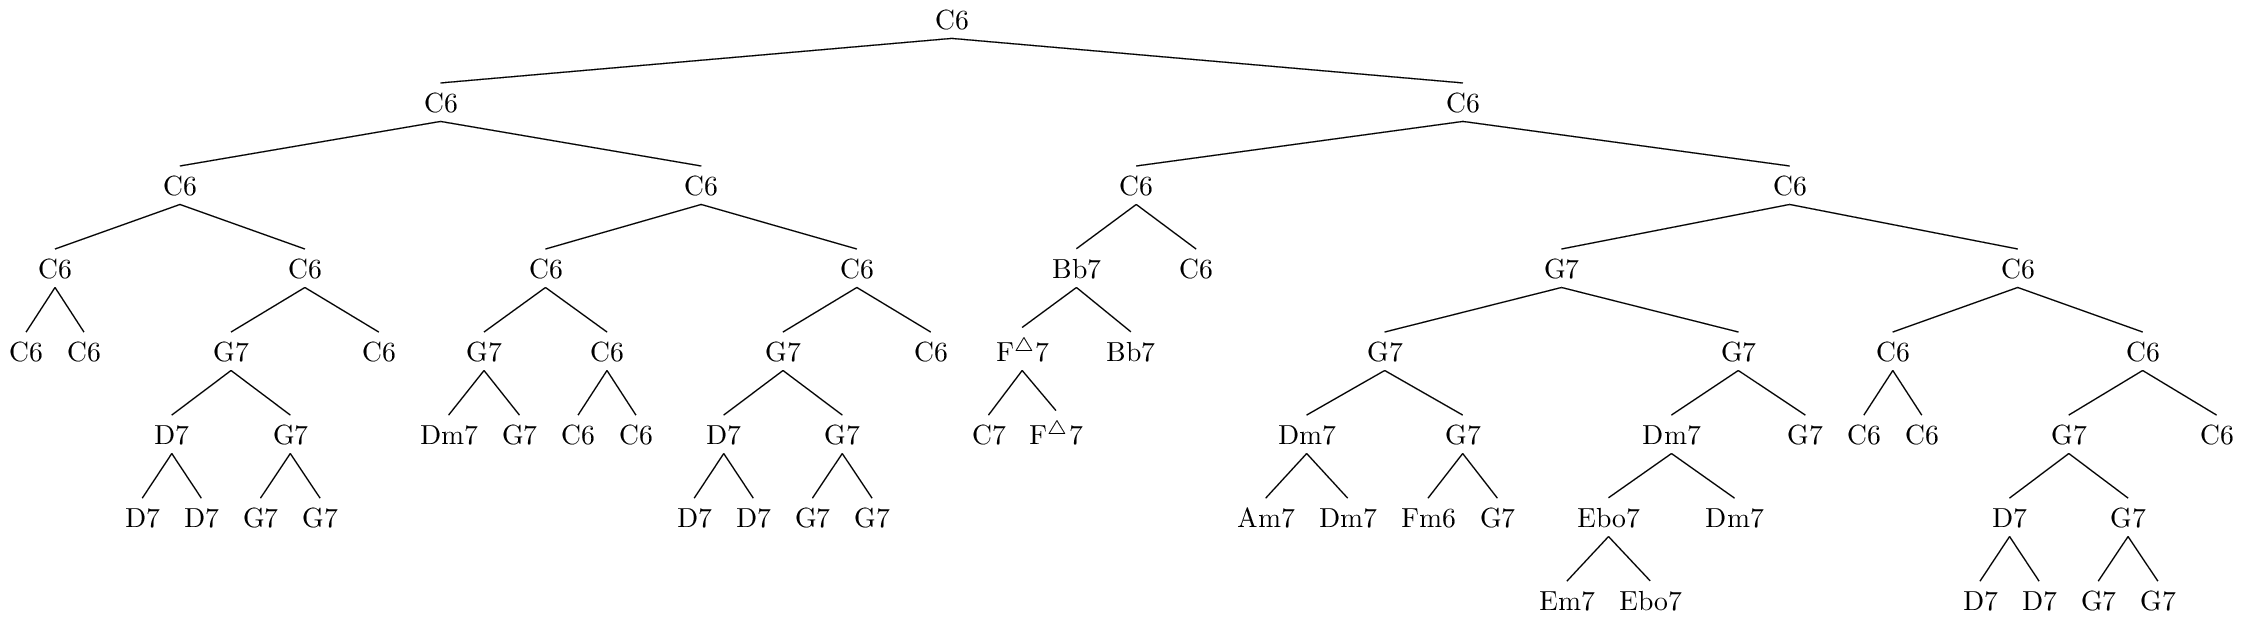 C6
C6 C6
C6 C6 C6 C6
C6 C6 C6 C6 Bb7 C6 G7 C6
C6 C6 G7 C6 G7 C6 G7 C6 F△7 Bb7 G7 G7 C6 C6
D7 G7 Dm7 G7 C6 C6 D7 G7 C7 F△7 Dm7 G7 Dm7 G7 C6 C6 G7 C6
D7 D7 G7 G7 D7 D7 G7 G7 Am7 Dm7 Fm6 G7 Ebo7 Dm7 D7 G7
Em7 Ebo7 D7 D7 G7 G7